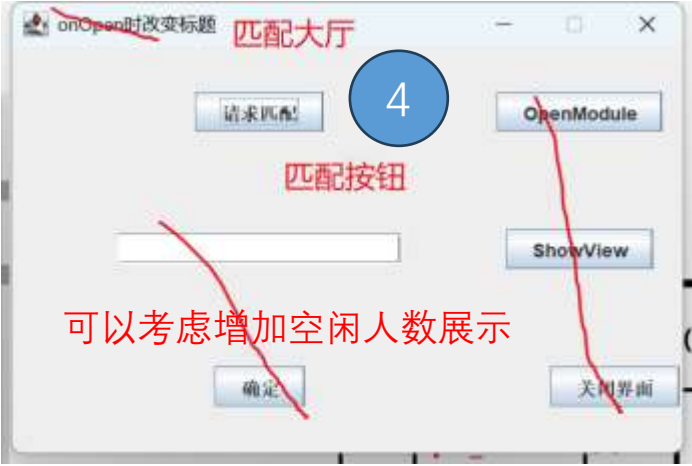 onOpen时改变标题
匹配大厅
请求匹配
4
OpenModule
匹配按钮
ShowView
可以考虑增加空闲人数展示
确定
关闭界面